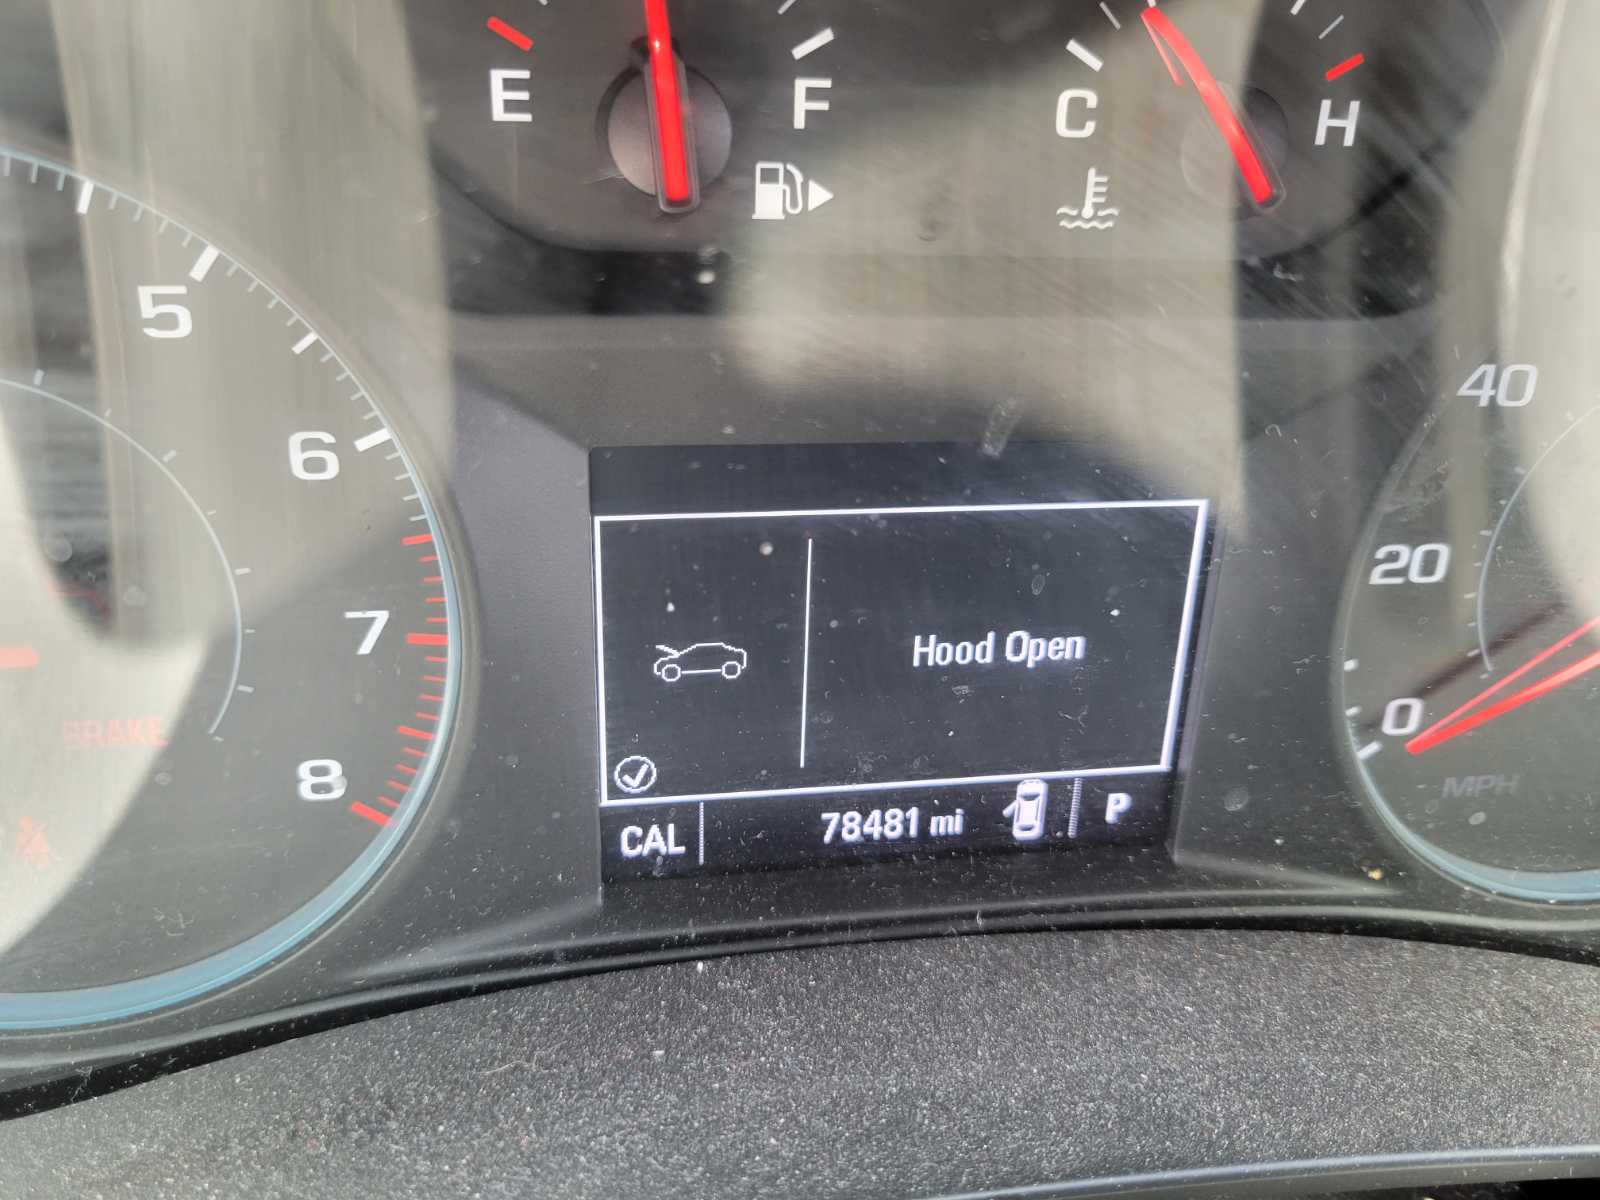 E F
C H
5
6
7
8
BRAKE
40
20
0
MPH
Hood Open
CAL 78481 mi P